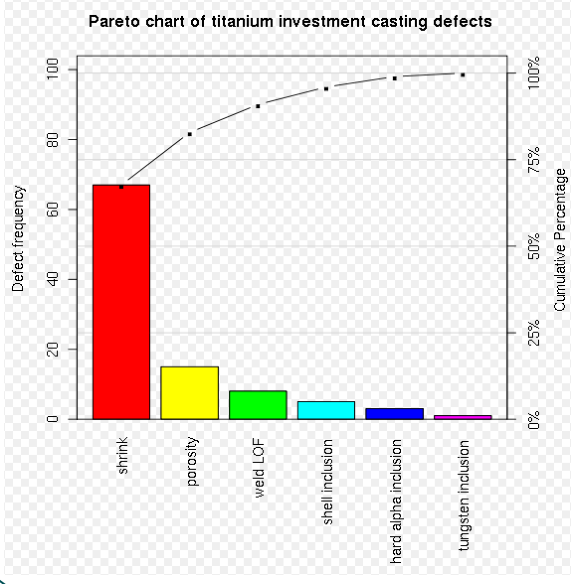 Pareto chart of titanium investment casting defects
Defect frequency
100
80
60
40
20
0
100%
75%
50%
25%
0%
Cumulative Percentage
shrink
porosity
weld LOF
shell inclusion
hard alpha inclusion
tungsten inclusion